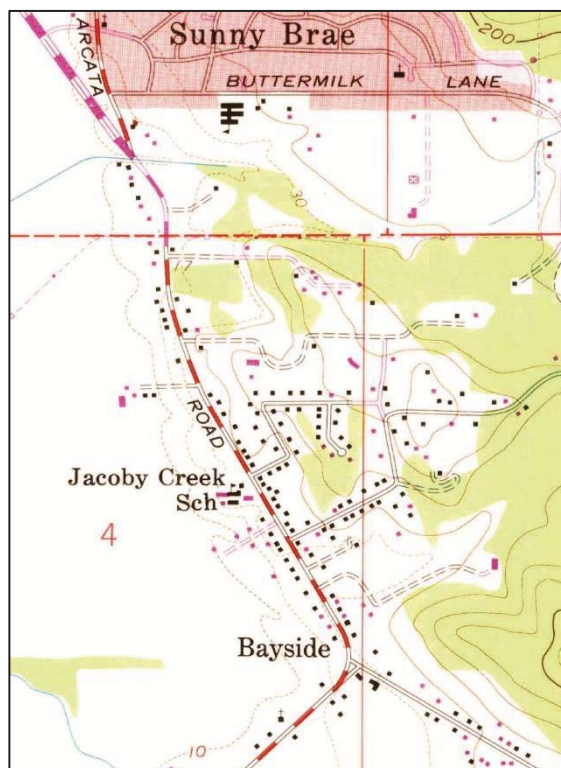 200
Sunny Brae
ARCATA
BUTTERMILK LANE
30
17
ROAD
Jacoby Creek
Sch
4
Bayside
10